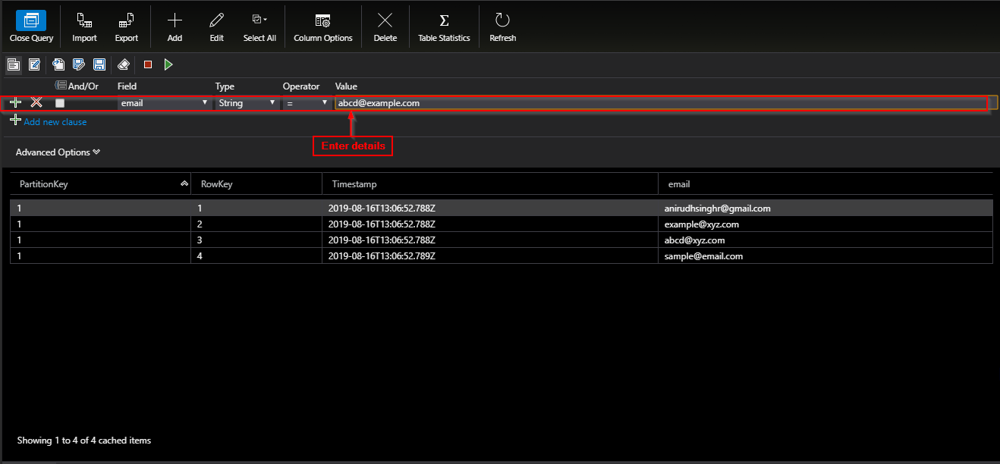 Close Query Import Export Add Edit Select All Column Options Delete Table Statistics Refresh
And/Or Field Type Operator Value
email String = abcd@example.com
Add new clause
Enter details
Advanced Options
PartitionKey RowKey Timestamp email
1 1 2019-08-16T13:06:52.788Z anirudhsinghr@gmail.com
1 2 2019-08-16T13:06:52.788Z example@xyz.com
1 3 2019-08-16T13:06:52.788Z abcd@xyz.com
1 4 2019-08-16T13:06:52.789Z sample@email.com
Showing 1 to 4 of 4 cached items